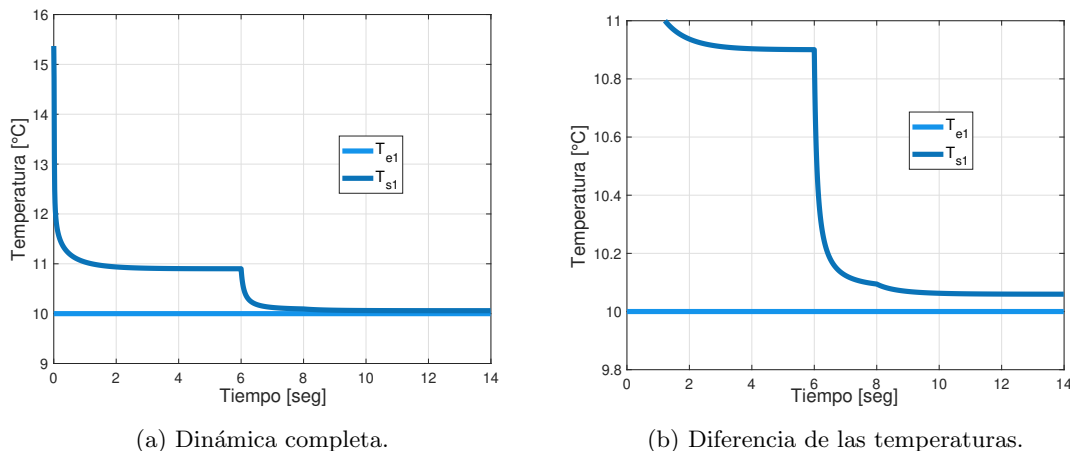 16
15
14
13
12
11
10
9
Temperatura [°C]
T_e1
T_s1
0 2 4 6 8 10 12 14
Tiempo [seg]
(a) Dinámica completa.
11
10.8
10.6
10.4
10.2
10
9.8
Temperatura [°C]
T_e1
T_s1
0 2 4 6 8 10 12 14
Tiempo [seg]
(b) Diferencia de las temperaturas.